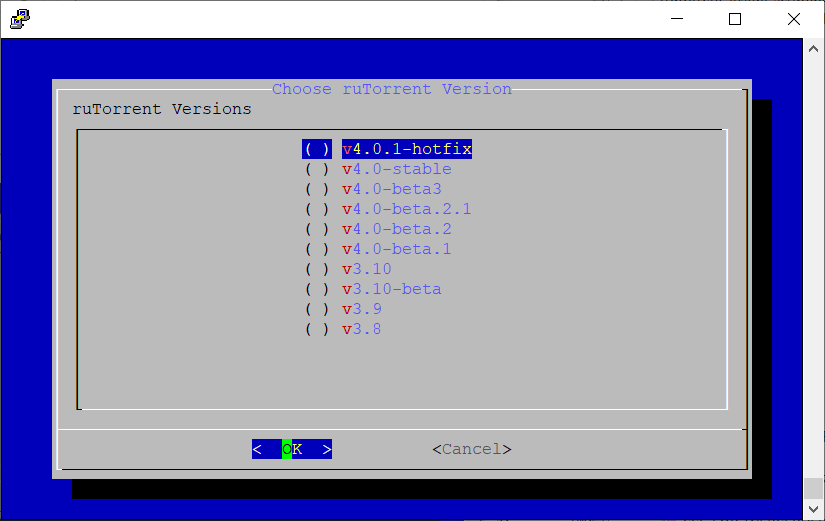 Choose ruTorrent Version
ruTorrent Versions
( ) v4.0.1-hotfix
( ) v4.0-stable
( ) v4.0-beta3
( ) v4.0-beta.2.1
( ) v4.0-beta.2
( ) v4.0-beta.1
( ) v3.10
( ) v3.10-beta
( ) v3.9
( ) v3.8
< OK > <Cancel>